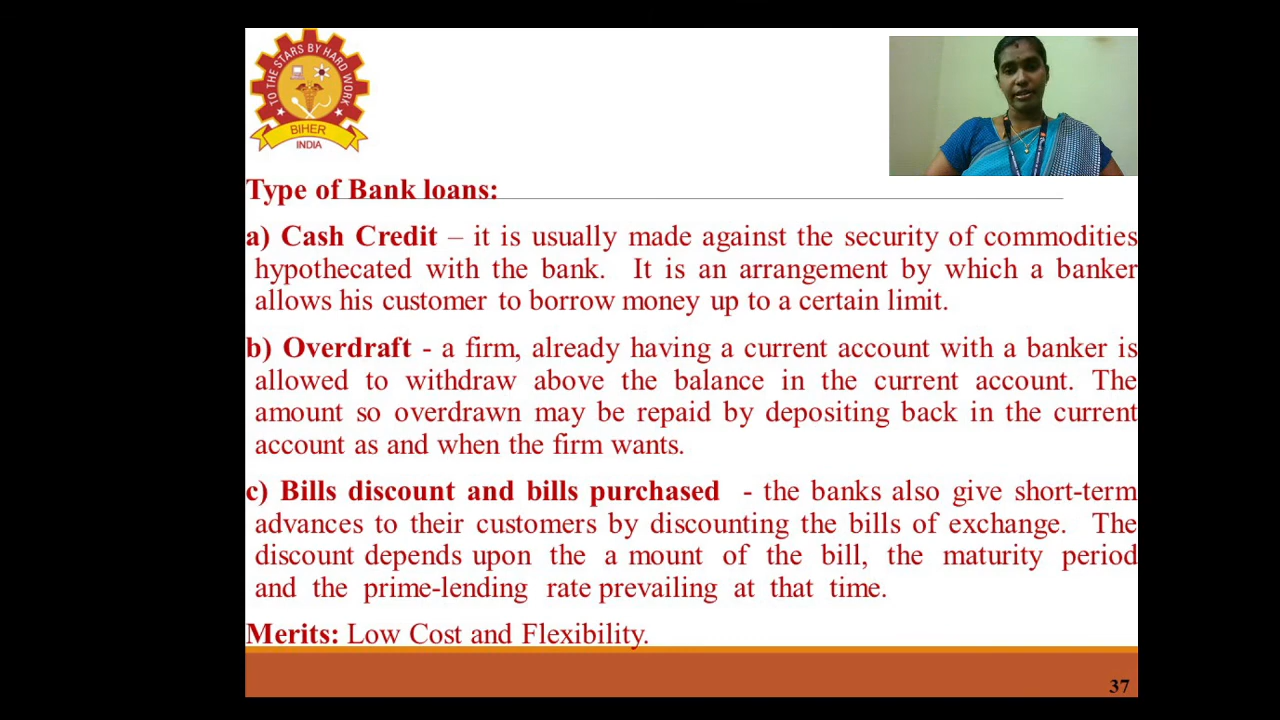 TO THE STARS BY HARD WORK
BIHER
INDIA
Type of Bank loans:
a) Cash Credit – it is usually made against the security of commodities
hypothecated with the bank. It is an arrangement by which a banker
allows his customer to borrow money up to a certain limit.
b) Overdraft - a firm, already having a current account with a banker is
allowed to withdraw above the balance in the current account. The
amount so overdrawn may be repaid by depositing back in the current
account as and when the firm wants.
c) Bills discount and bills purchased - the banks also give short-term
advances to their customers by discounting the bills of exchange. The
discount depends upon the a mount of the bill, the maturity period
and the prime-lending rate prevailing at that time.
Merits: Low Cost and Flexibility.
37